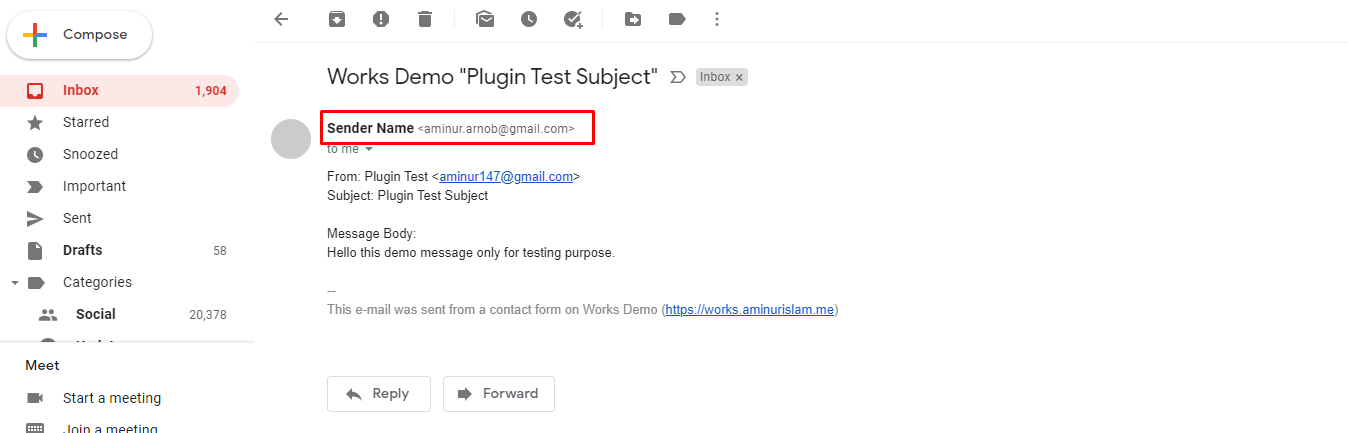 Compose
Inbox 1,904
Starred
Snoozed
Important
Sent
Drafts 58
Categories
Social 20,378
Meet
Start a meeting
Join a meeting
Works Demo "Plugin Test Subject" Inbox ×
Sender Name <aminur.arnob@gmail.com>
to me
From: Plugin Test <aminur147@gmail.com>
Subject: Plugin Test Subject
Message Body:
Hello this demo message only for testing purpose.
--
This e-mail was sent from a contact form on Works Demo (https://works.aminurislam.me)
Reply Forward